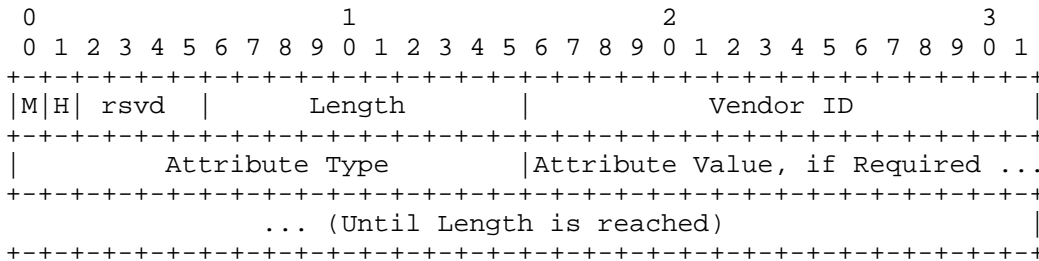 0                   1                   2                   3
 0 1 2 3 4 5 6 7 8 9 0 1 2 3 4 5 6 7 8 9 0 1 2 3 4 5 6 7 8 9 0 1
+-+-+-+-+-+-+-+-+-+-+-+-+-+-+-+-+-+-+-+-+-+-+-+-+-+-+-+-+-+-+-+-+
|M|H| rsvd  |      Length       |           Vendor ID           |
+-+-+-+-+-+-+-+-+-+-+-+-+-+-+-+-+-+-+-+-+-+-+-+-+-+-+-+-+-+-+-+-+
|         Attribute Type        |Attribute Value, if Required ...
+-+-+-+-+-+-+-+-+-+-+-+-+-+-+-+-+-+-+-+-+-+-+-+-+-+-+-+-+-+-+-+-+
                ... (Until Length is reached)                   |
+-+-+-+-+-+-+-+-+-+-+-+-+-+-+-+-+-+-+-+-+-+-+-+-+-+-+-+-+-+-+-+-+